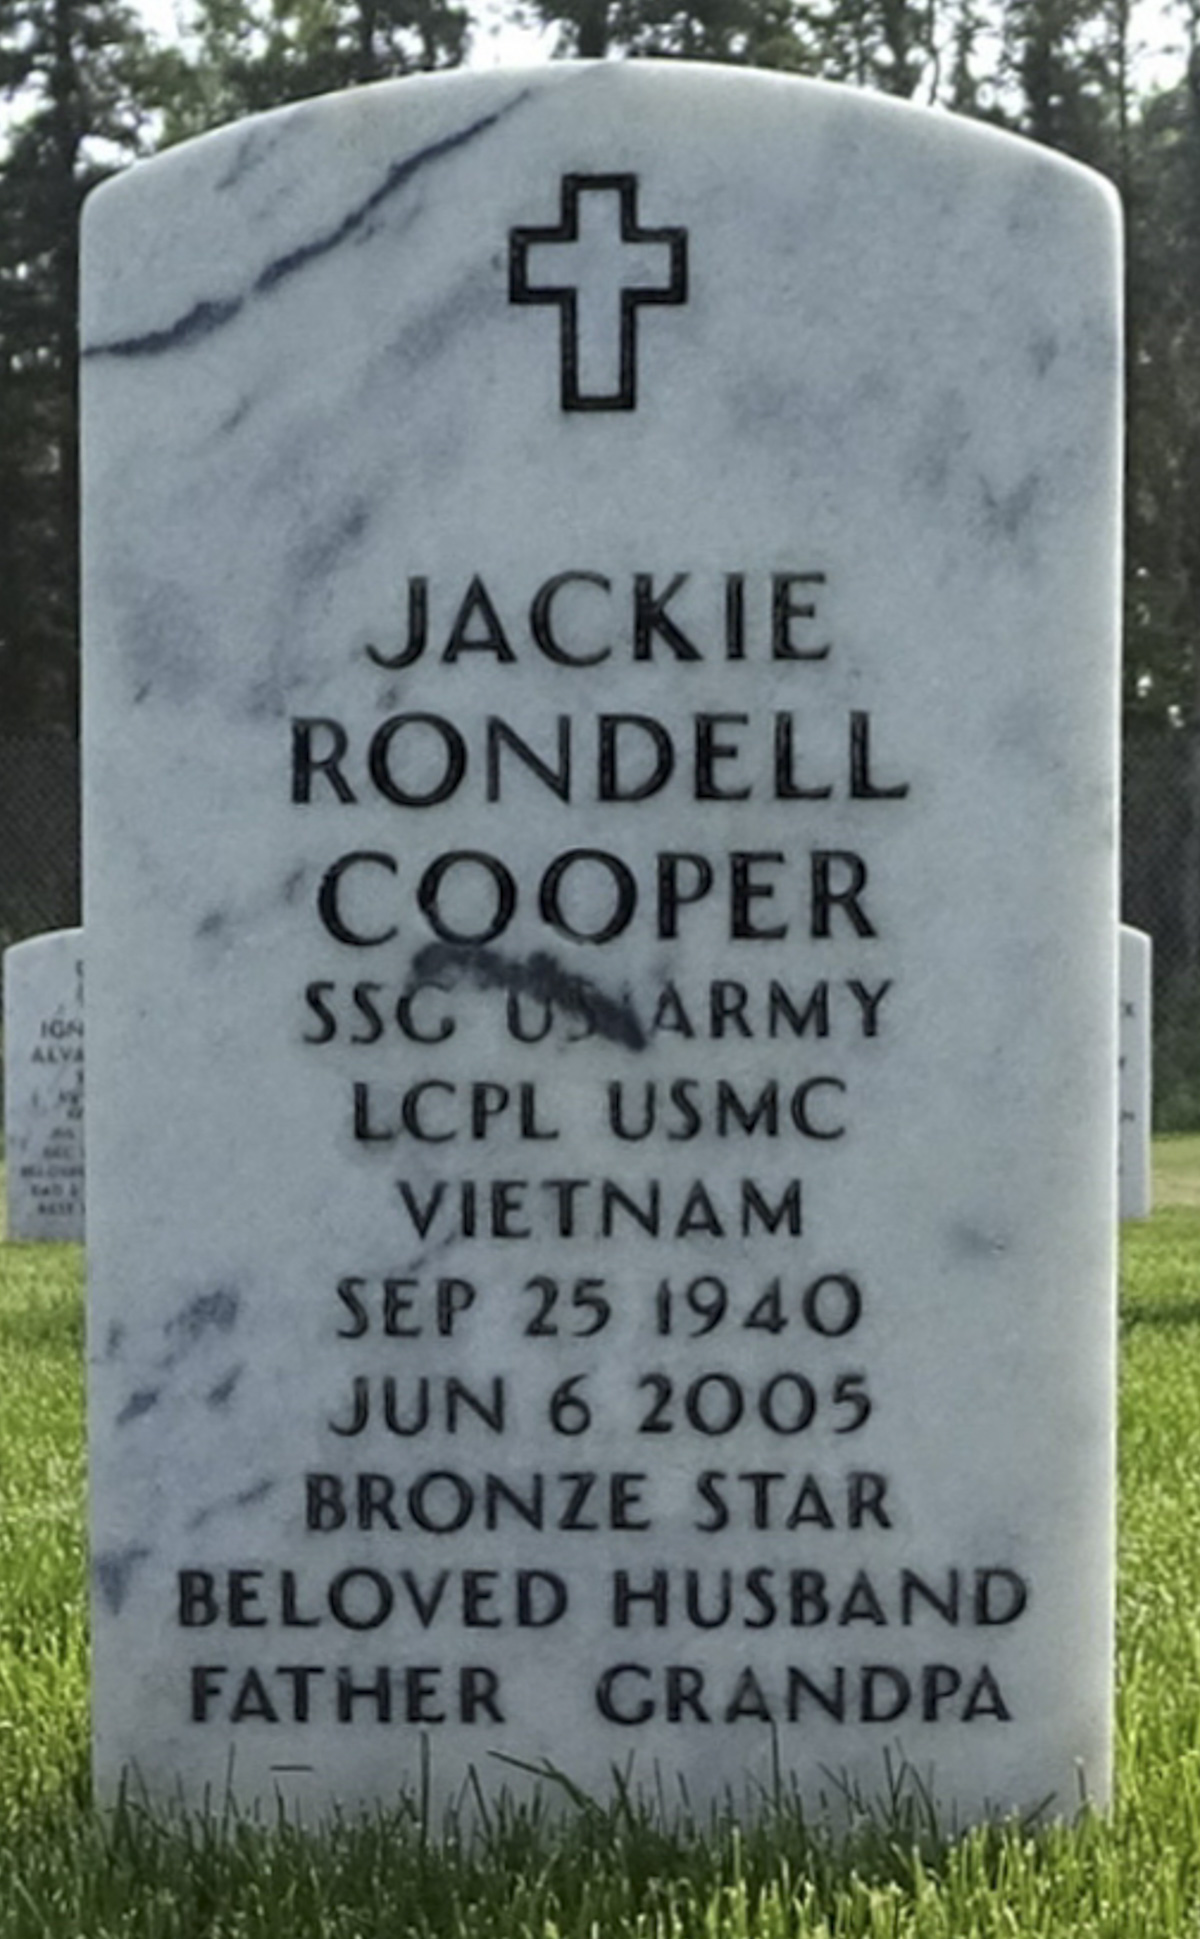 JACKIE
RONDELL
COOPER
SSG US ARMY
LCPL USMC
VIETNAM
SEP 25 1940
JUN 6 2005
BRONZE STAR
BELOVED HUSBAND
FATHER GRANDPA